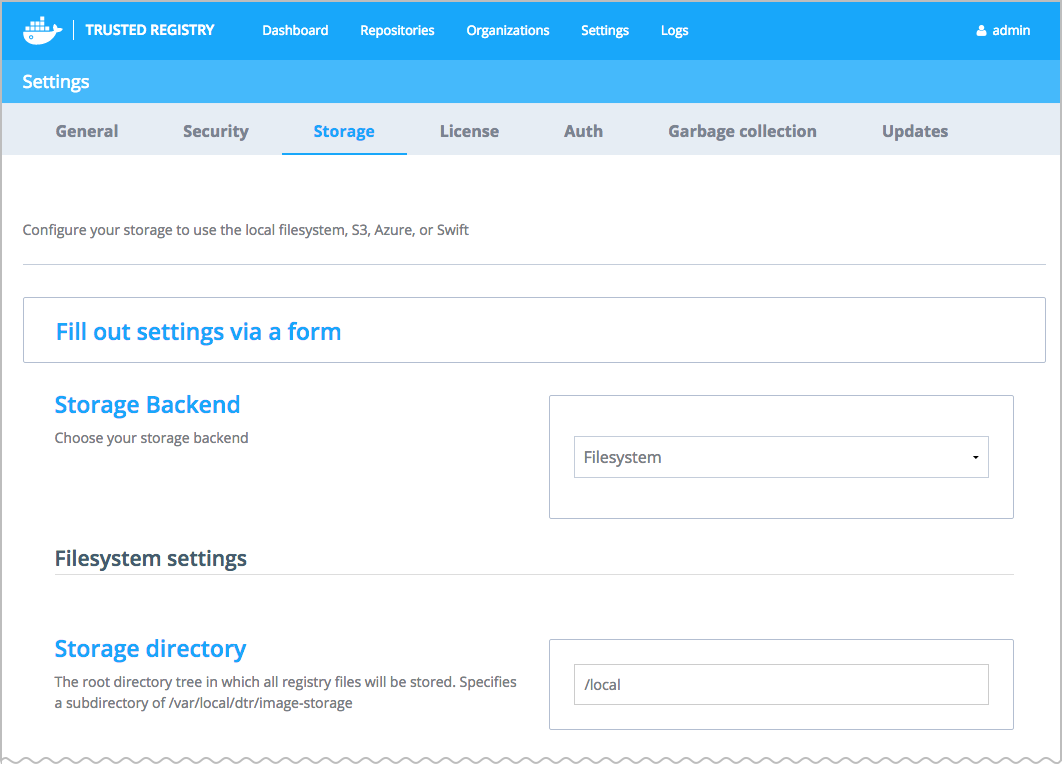 TRUSTED REGISTRY Dashboard Repositories Organizations Settings Logs admin
Settings
General Security Storage License Auth Garbage collection Updates
Configure your storage to use the local filesystem, S3, Azure, or Swift
Fill out settings via a form
Storage Backend
Choose your storage backend
Filesystem
Filesystem settings
Storage directory
The root directory tree in which all registry files will be stored. Specifies
a subdirectory of /var/local/dtr/image-storage
/local